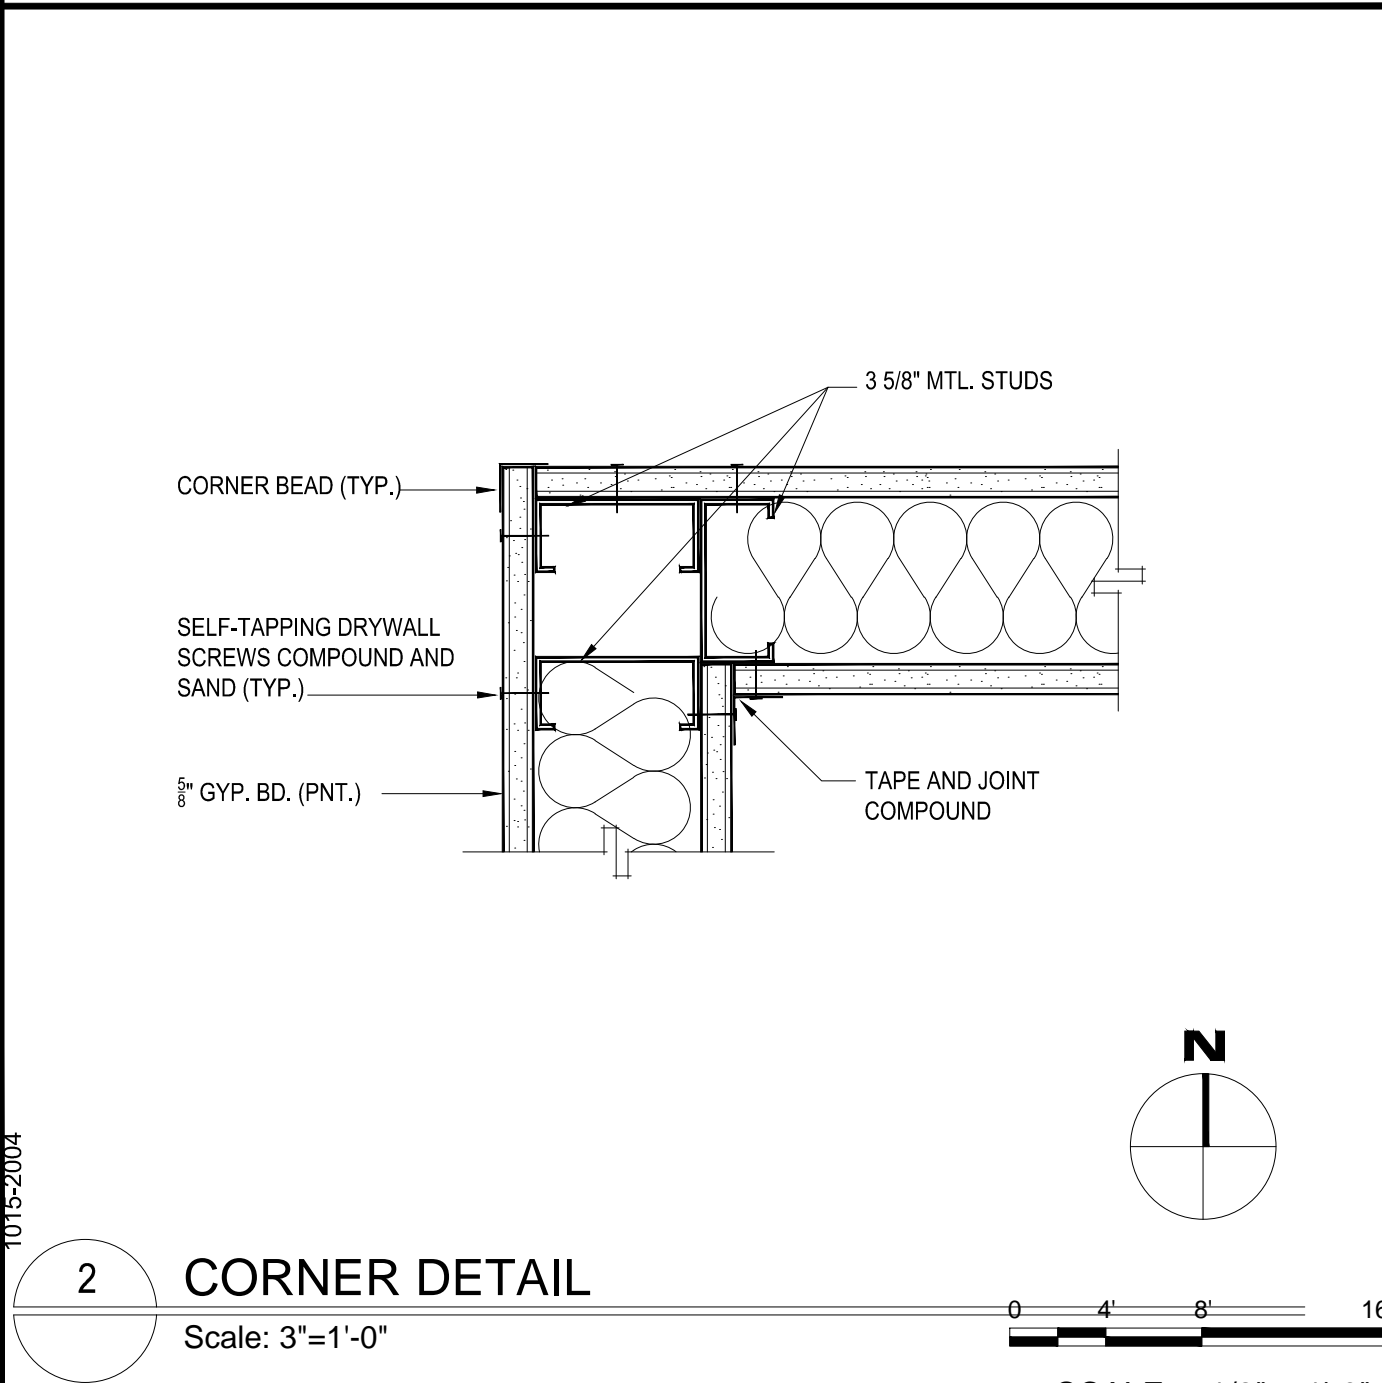 3 5/8" MTL. STUDS
CORNER BEAD (TYP.)
SELF-TAPPING DRYWALL
SCREWS COMPOUND AND
SAND (TYP.)
5/8" GYP. BD. (PNT.)
TAPE AND JOINT
COMPOUND
N
1015-2004
2
CORNER DETAIL
Scale: 3"=1'-0"
0 4' 8' 16